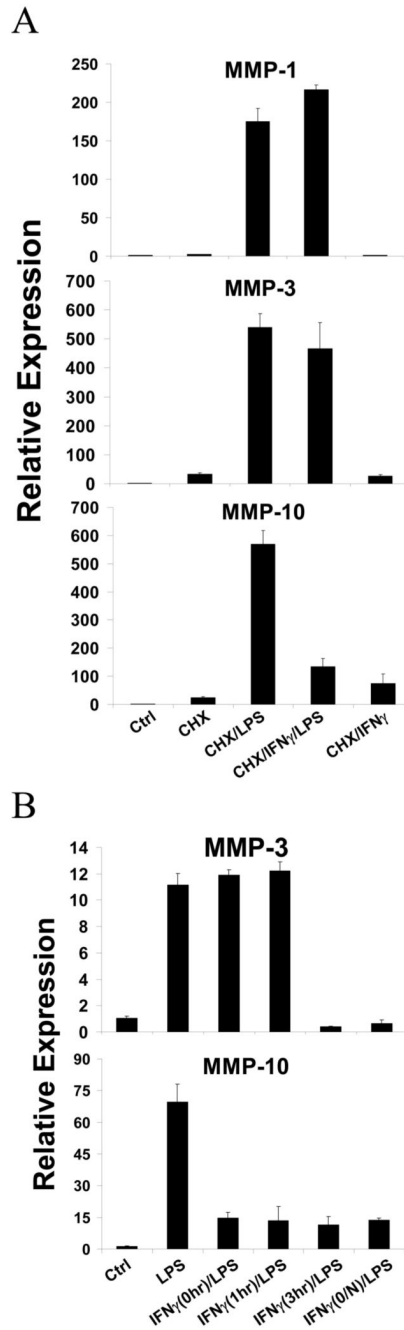 A
MMP-1
250
200
150
100
50
0
MMP-3
700
600
500
400
300
200
100
0
MMP-10
700
600
500
400
300
200
100
0
Relative Expression
Ctrl
CHX
CHX/LPS
CHX/IFNγ/LPS
CHX/IFNγ
B
MMP-3
14
12
10
8
6
4
2
0
Relative Expression
MMP-10
90
75
60
45
30
15
0
Ctrl
LPS
IFNγ(0hr)/LPS
IFNγ(1hr)/LPS
IFNγ(3hr)/LPS
IFNγ(0/N)/LPS